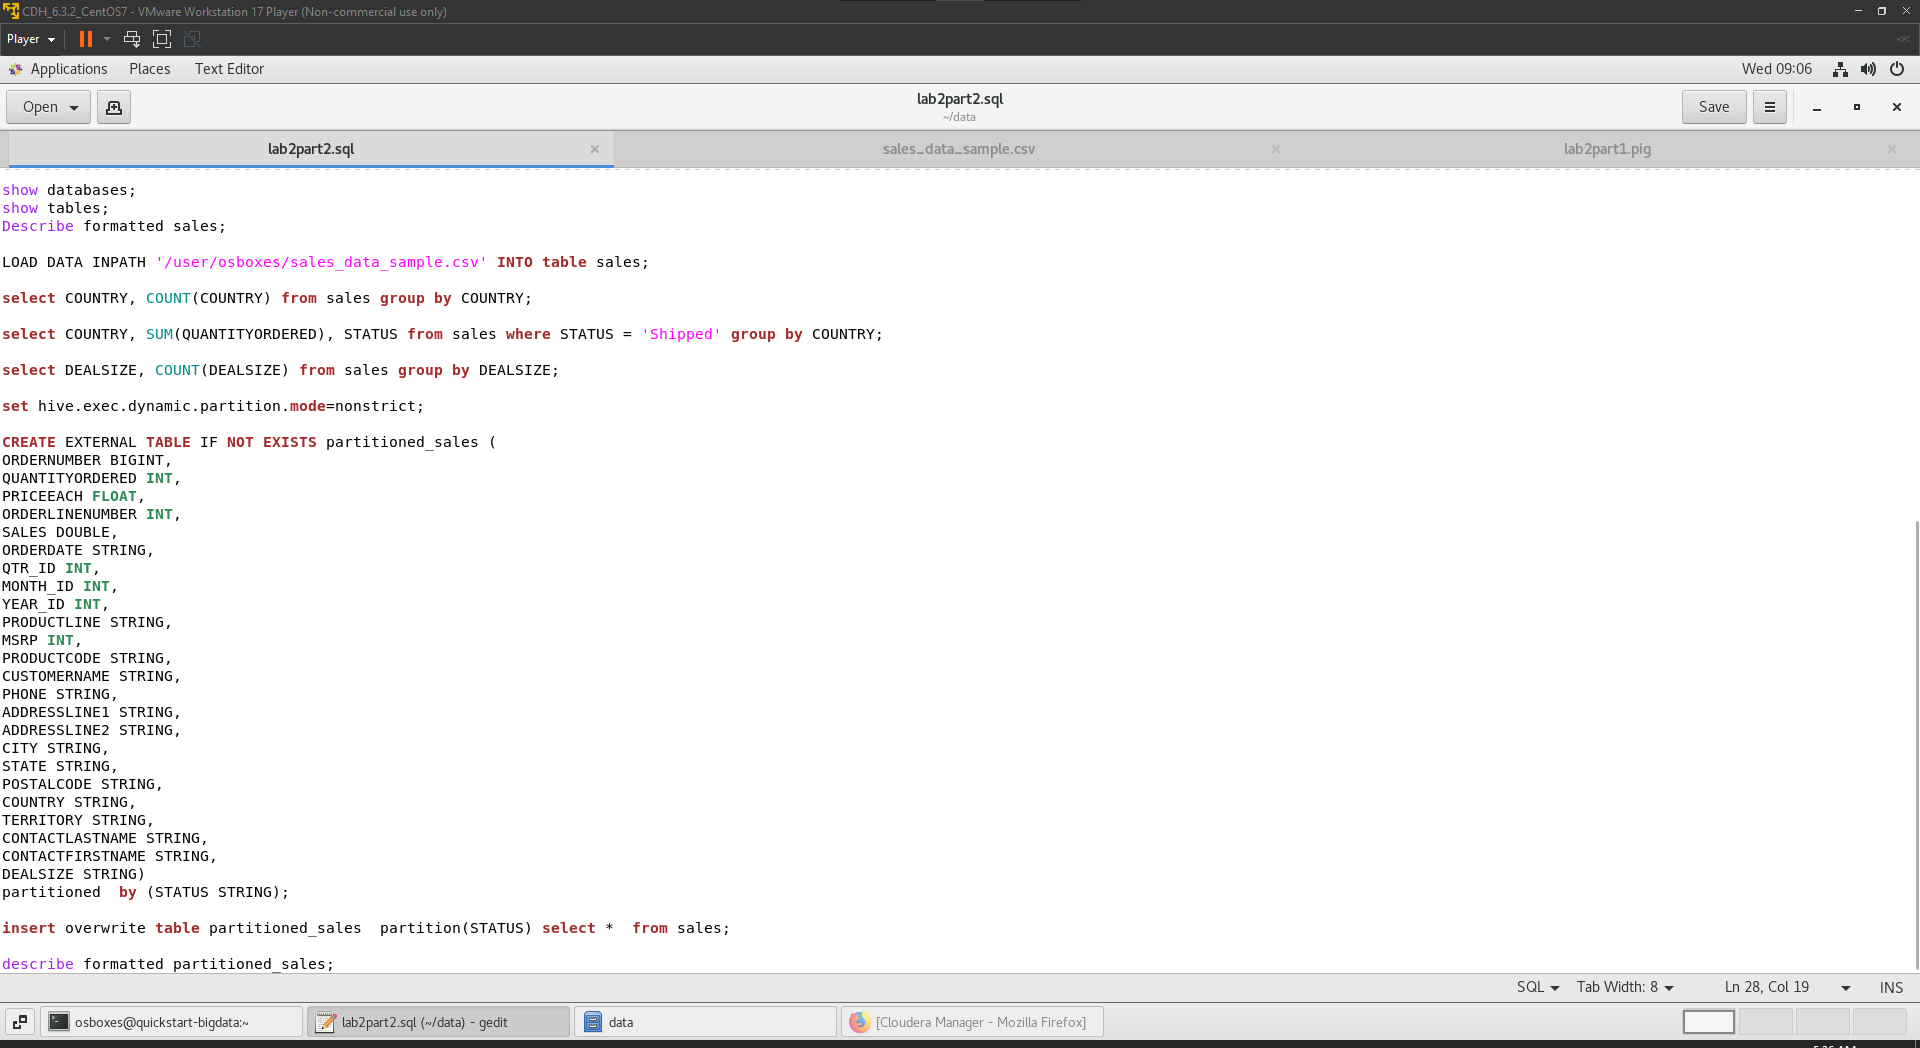 CDH_6.3.2_CentOS7 - VMware Workstation 17 Player (Non-commercial use only)
Player
Applications Places Text Editor Wed 09:06
Open lab2part2.sql Save
~/data
lab2part2.sql sales_data_sample.csv lab2part1.pig
show databases;
show tables;
Describe formatted sales;
LOAD DATA INPATH '/user/osboxes/sales_data_sample.csv' INTO table sales;
select COUNTRY, COUNT(COUNTRY) from sales group by COUNTRY;
select COUNTRY, SUM(QUANTITYORDERED), STATUS from sales where STATUS = 'Shipped' group by COUNTRY;
select DEALSIZE, COUNT(DEALSIZE) from sales group by DEALSIZE;
set hive.exec.dynamic.partition.mode=nonstrict;
CREATE EXTERNAL TABLE IF NOT EXISTS partitioned_sales (
ORDERNUMBER BIGINT,
QUANTITYORDERED INT,
PRICEEACH FLOAT,
ORDERLINENUMBER INT,
SALES DOUBLE,
ORDERDATE STRING,
QTR_ID INT,
MONTH_ID INT,
YEAR_ID INT,
PRODUCTLINE STRING,
MSRP INT,
PRODUCTCODE STRING,
CUSTOMERNAME STRING,
PHONE STRING,
ADDRESSLINE1 STRING,
ADDRESSLINE2 STRING,
CITY STRING,
STATE STRING,
POSTALCODE STRING,
COUNTRY STRING,
TERRITORY STRING,
CONTACTLASTNAME STRING,
CONTACTFIRSTNAME STRING,
DEALSIZE STRING)
partitioned  by (STATUS STRING);
insert overwrite table partitioned_sales  partition(STATUS) select *  from sales;
describe formatted partitioned_sales;
SQL Tab Width: 8 Ln 28, Col 19 INS
osboxes@quickstart-bigdata:~ lab2part2.sql (~/data) - gedit data [Cloudera Manager - Mozilla Firefox]